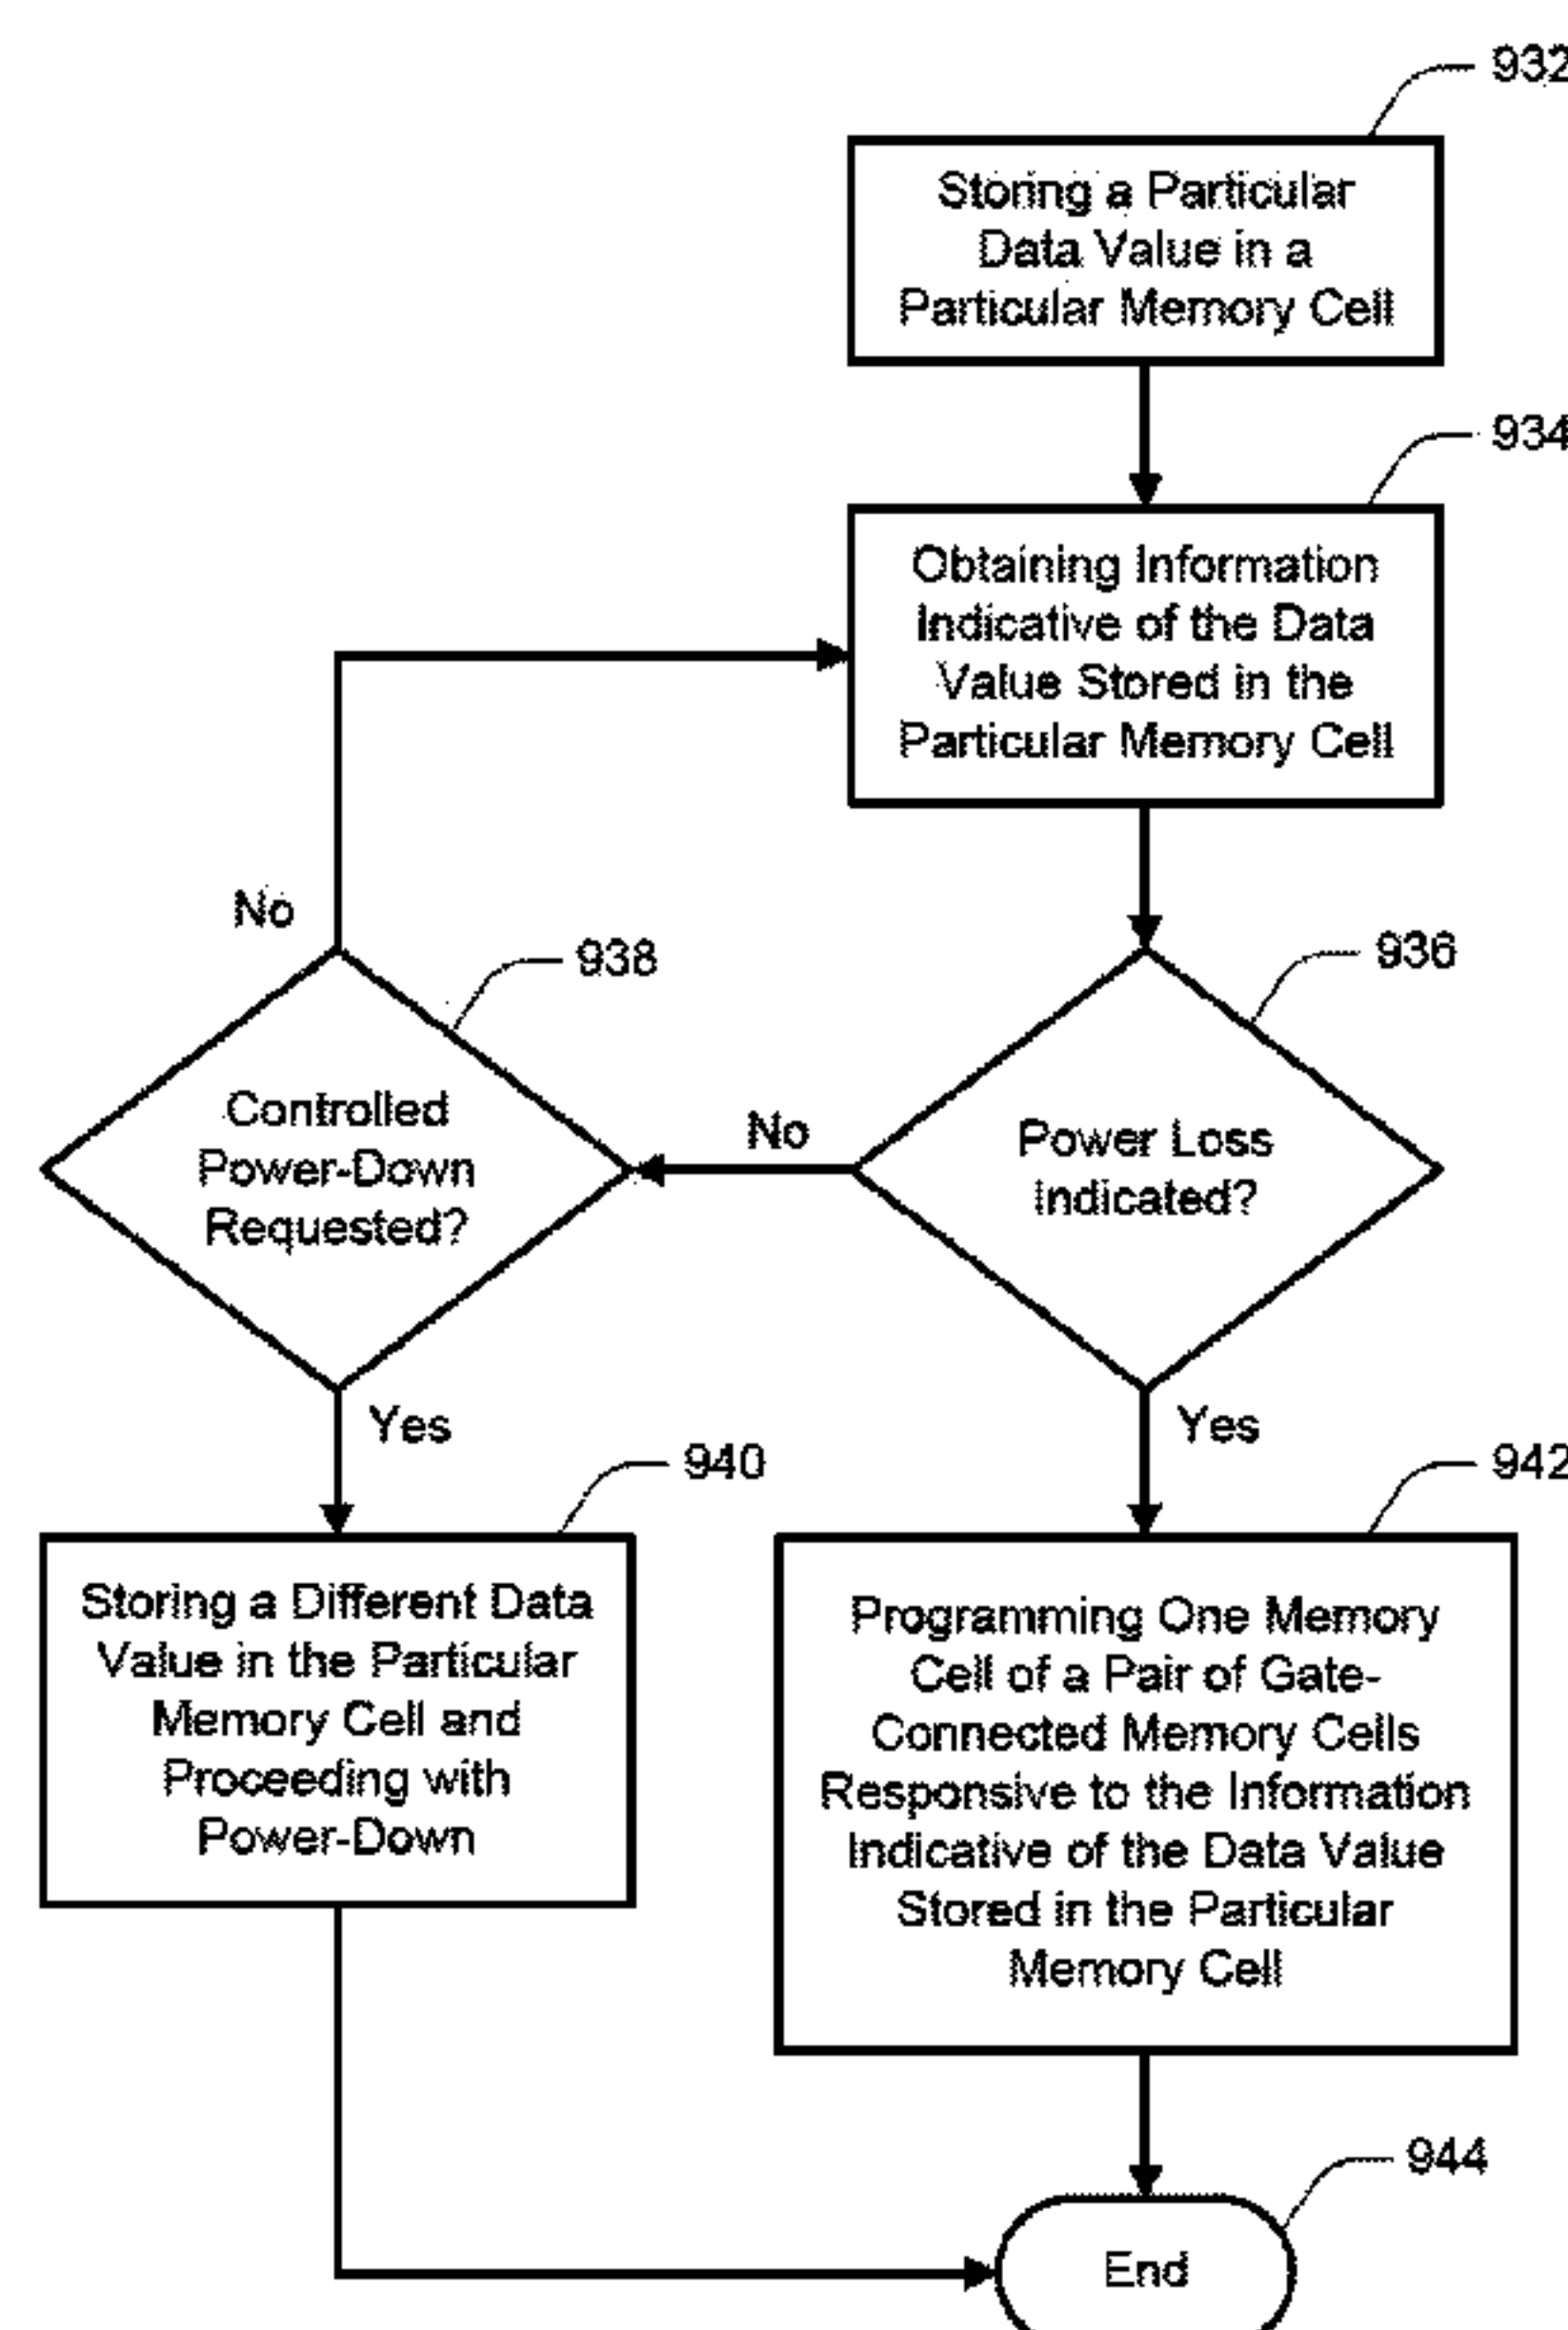 932
Storing a Particular
Data Value in a
Particular Memory Cell
934
Obtaining Information
Indicative of the Data
Value Stored in the
Particular Memory Cell
No
938
936
Controlled
Power-Down
Requested?
No
Power Loss
Indicated?
Yes
Yes
940
942
Storing a Different Data
Value in the Particular
Memory Cell and
Proceeding with
Power-Down
Programming One Memory
Cell of a Pair of Gate-
Connected Memory Cells
Responsive to the Information
Indicative of the Data Value
Stored in the Particular
Memory Cell
944
End